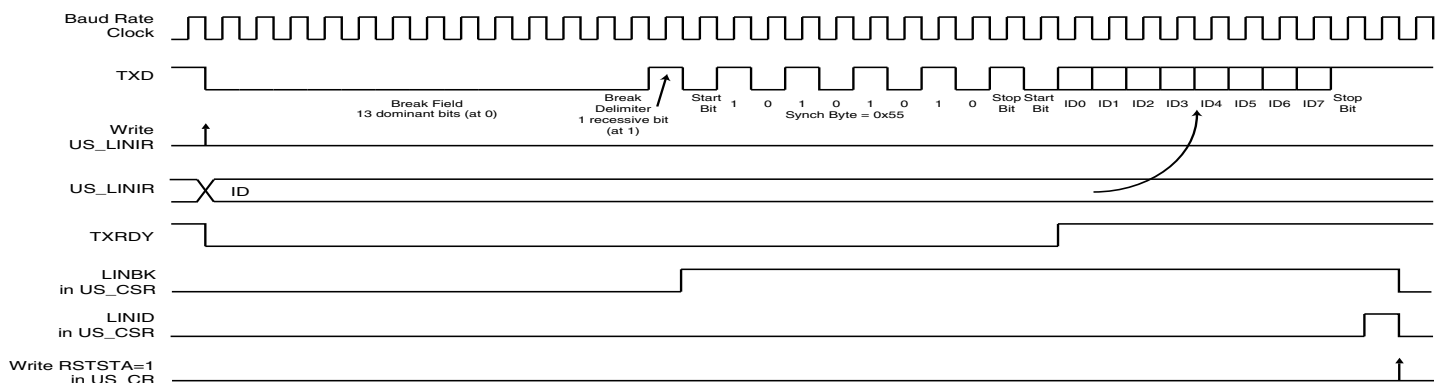 Baud Rate
Clock
TXD
Break Field
13 dominant bits (at 0)
Break
Delimiter
1 recessive bit
(at 1)
Start
Bit
1
0
1
0
1
0
1
0
Synch Byte = 0x55
Stop
Bit
Start
Bit
ID0
ID1
ID2
ID3
ID4
ID5
ID6
ID7
Stop
Bit
Write
US_LINIR
US_LINIR
ID
TXRDY
LINBK
in US_CSR
LINID
in US_CSR
Write RSTSTA=1
in US_CR